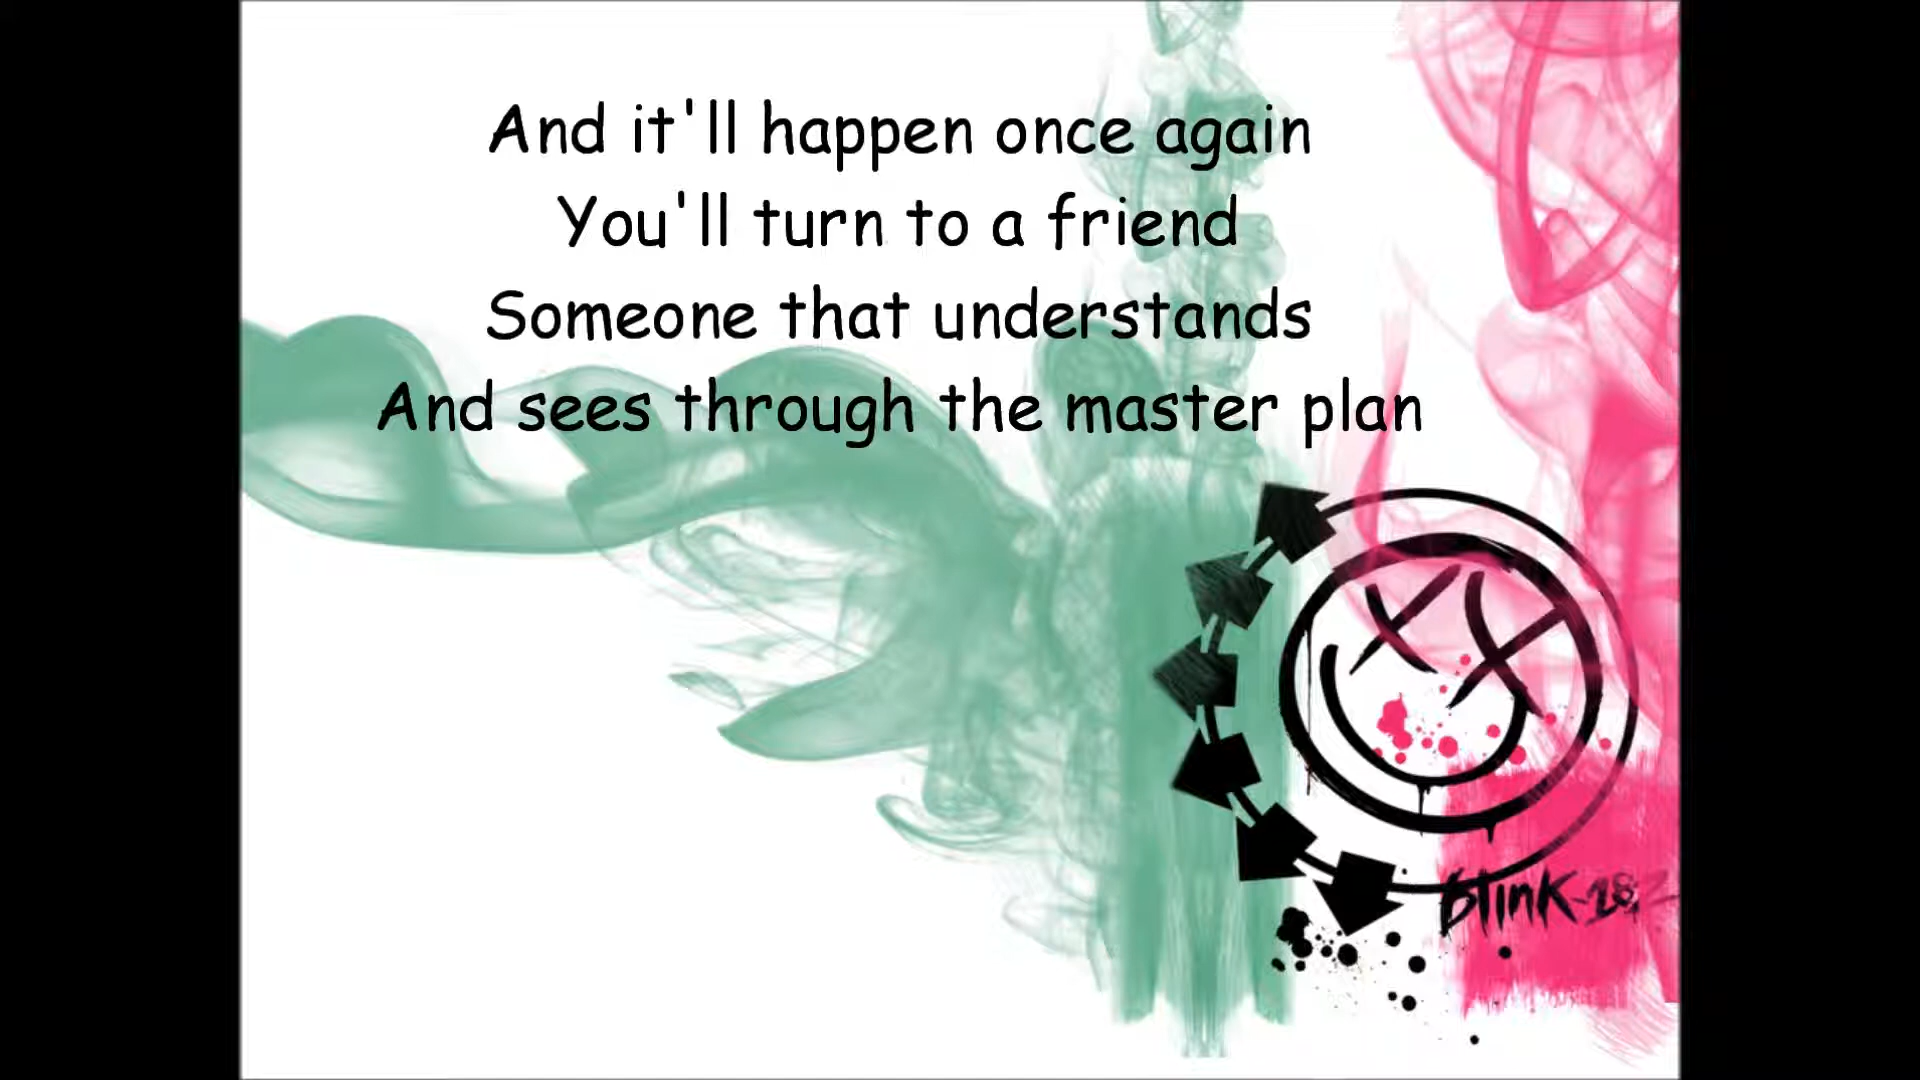 And it'll happen once again
You'll turn to a friend
Someone that understands
And sees through the master plan
blink-182